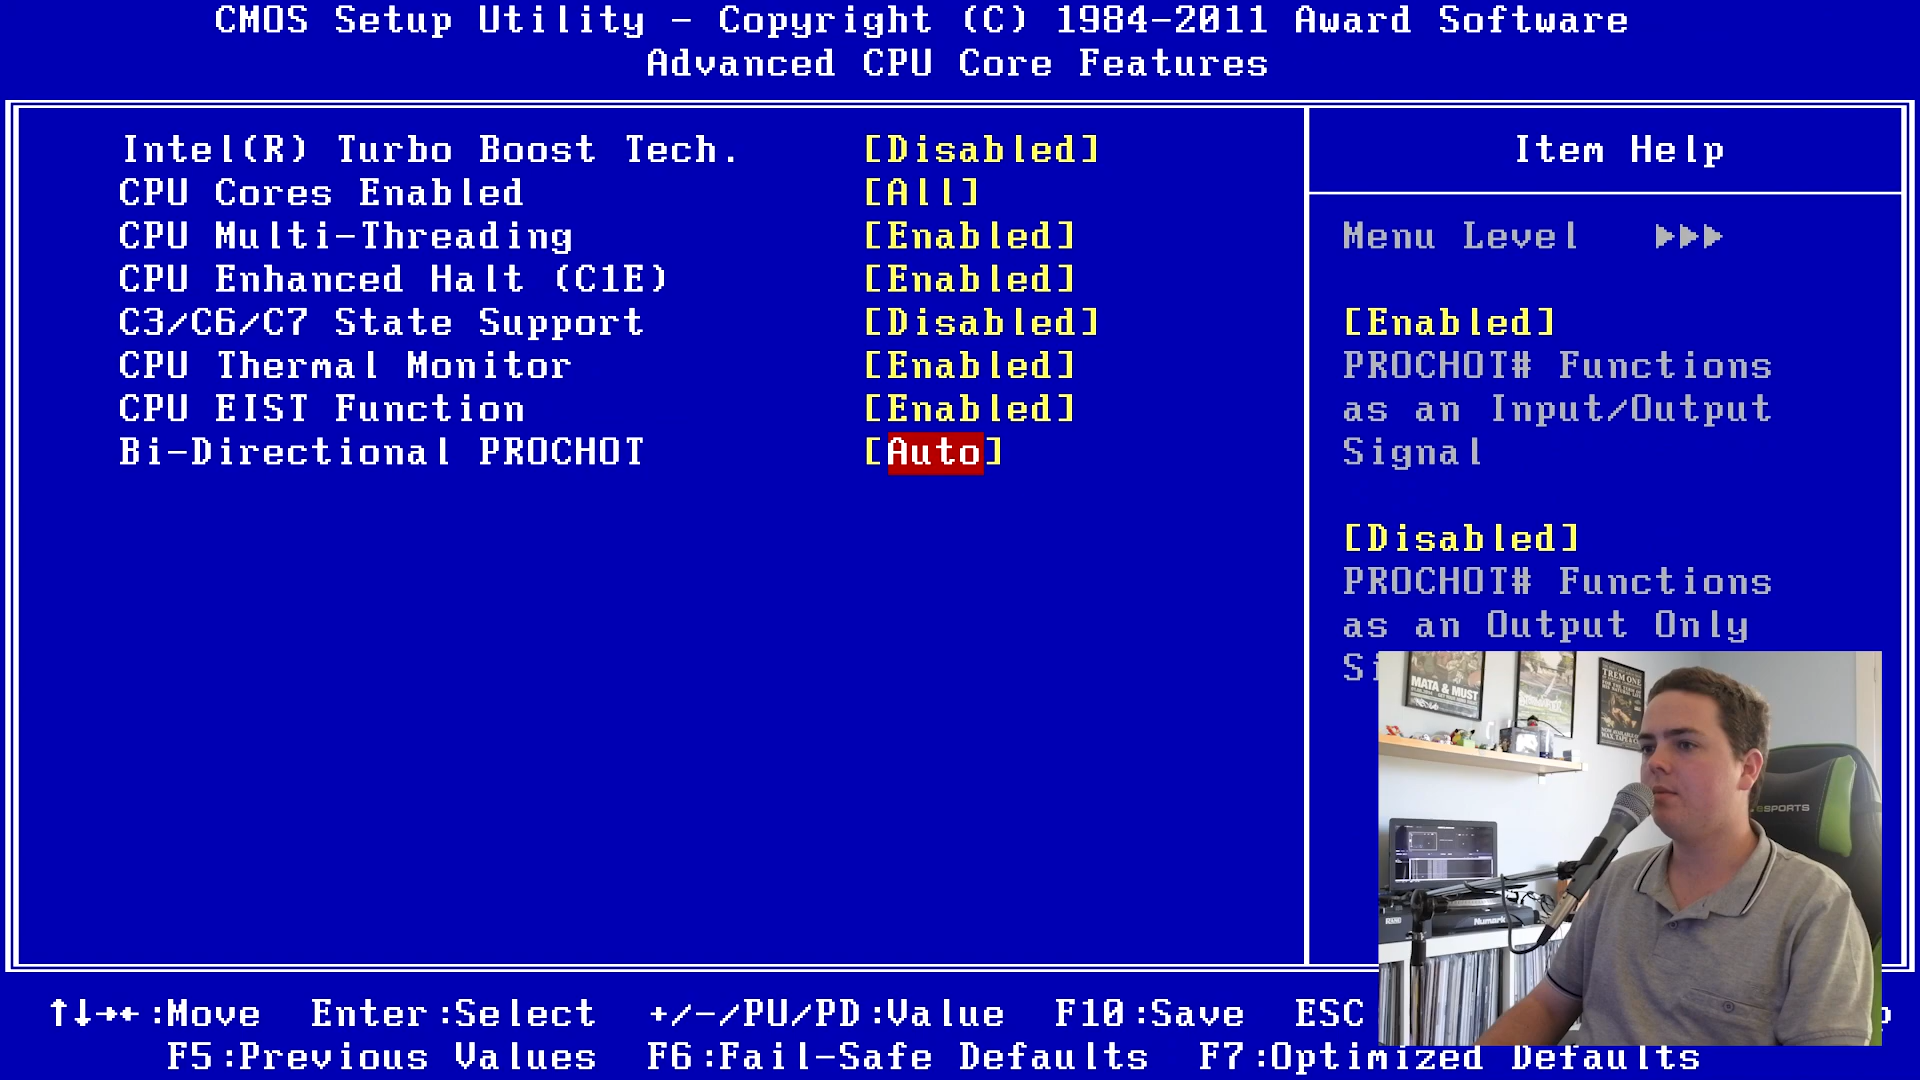 CMOS Setup Utility - Copyright (C) 1984-2011 Award Software
Advanced CPU Core Features
Intel(R) Turbo Boost Tech. [Disabled]
CPU Cores Enabled [All]
CPU Multi-Threading [Enabled]
CPU Enhanced Halt (C1E) [Enabled]
C3/C6/C7 State Support [Disabled]
CPU Thermal Monitor [Enabled]
CPU EIST Function [Enabled]
Bi-Directional PROCHOT [Auto]
Item Help
Menu Level ►►►
[Enabled]
PROCHOT# Functions
as an Input/Output
Signal
[Disabled]
PROCHOT# Functions
as an Output Only
MATA & MUST
TREM ONE
ESPORTS
Numark
↑↓→←:Move Enter:Select +/-/PU/PD:Value F10:Save ESC
F5:Previous Values F6:Fail-Safe Defaults F7:Optimized Defaults